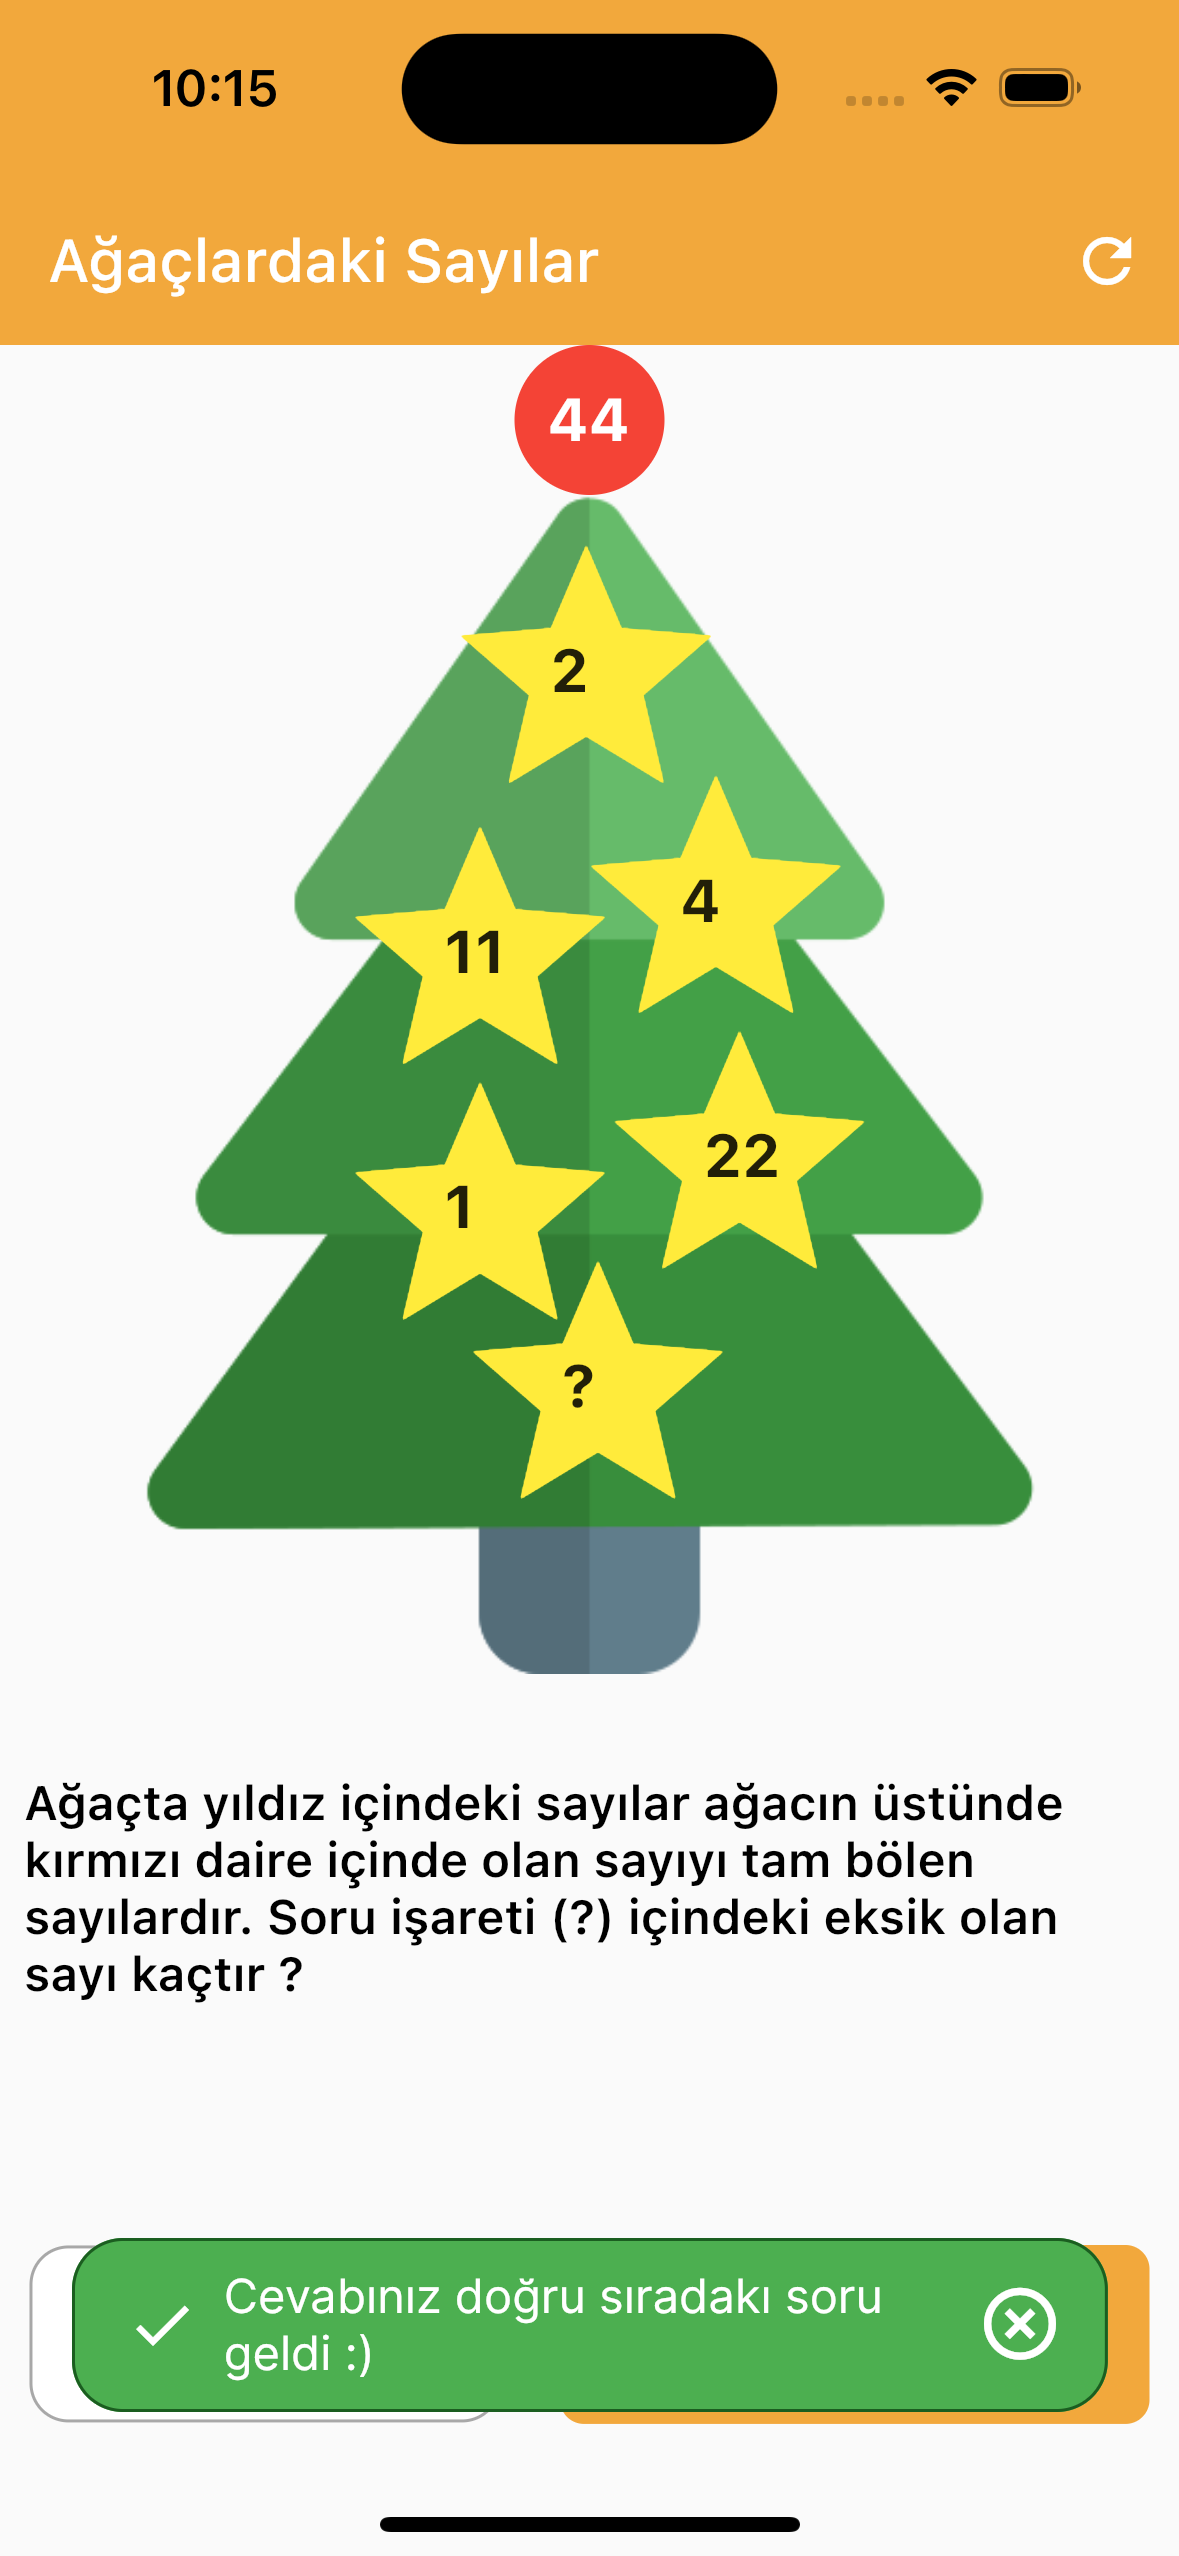 10:15
Ağaçlardaki Sayılar
44
2
4
11
22
1
?
Ağaçta yıldız içindeki sayılar ağacın üstünde
kırmızı daire içinde olan sayıyı tam bölen
sayılardır. Soru işareti (?) içindeki eksik olan
sayı kaçtır ?
Cevabınız doğru sıradakı soru
geldi :)